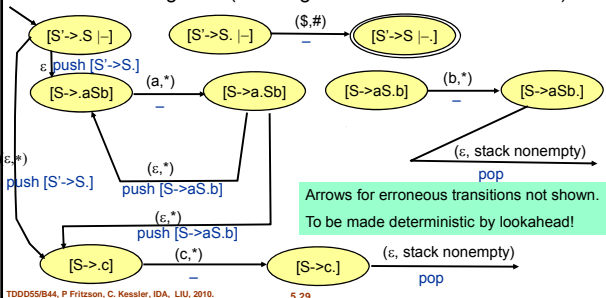 ($,#)
[S'->.S |–]
[S'->S. |–]
–
[S'->S |–.]
ε push [S'->S.]
(a,*)
(b,*)
[S->.aSb]
–
[S->a.Sb]
[S->aS.b]
–
[S->aSb.]
(ε,*)
push [S'->S.]
(ε,*)
push [S->aS.b]
(ε, stack nonempty)
pop
Arrows for erroneous transitions not shown.
To be made deterministic by lookahead!
(ε,*)
push [S->aS.b]
[S->.c]
(c,*)
–
[S->c.]
(ε, stack nonempty)
pop
TDDD55/B44, P Fritzson, C. Kessler, IDA, LIU, 2010.
5.29